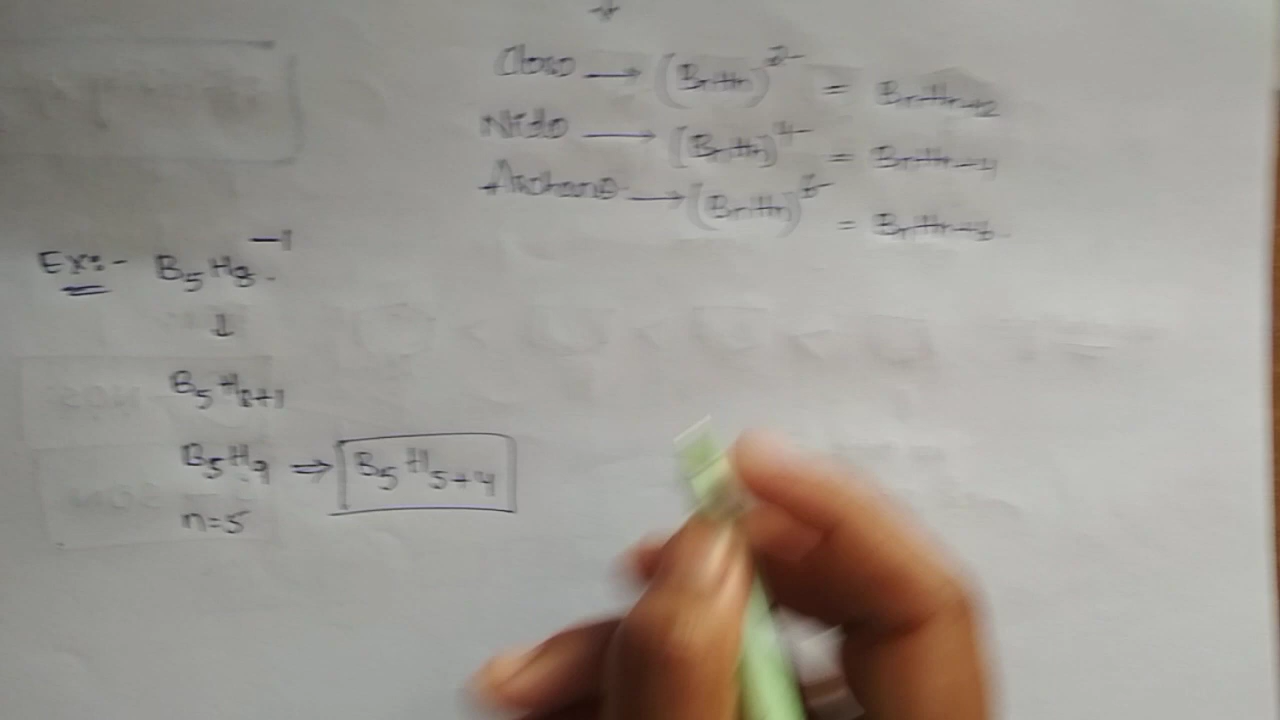 Closo → (BnHn)²⁻ = BnHn+2
Nido → (BnHn)⁴⁻ = BnHn+4
Archano → (BnHn)⁶⁻ = BnHn+6
Ex:- B₅H₈⁻¹
↓
B₅H₈₊₁
B₅H₉ ⇒ B₅H₅₊₄
n=5